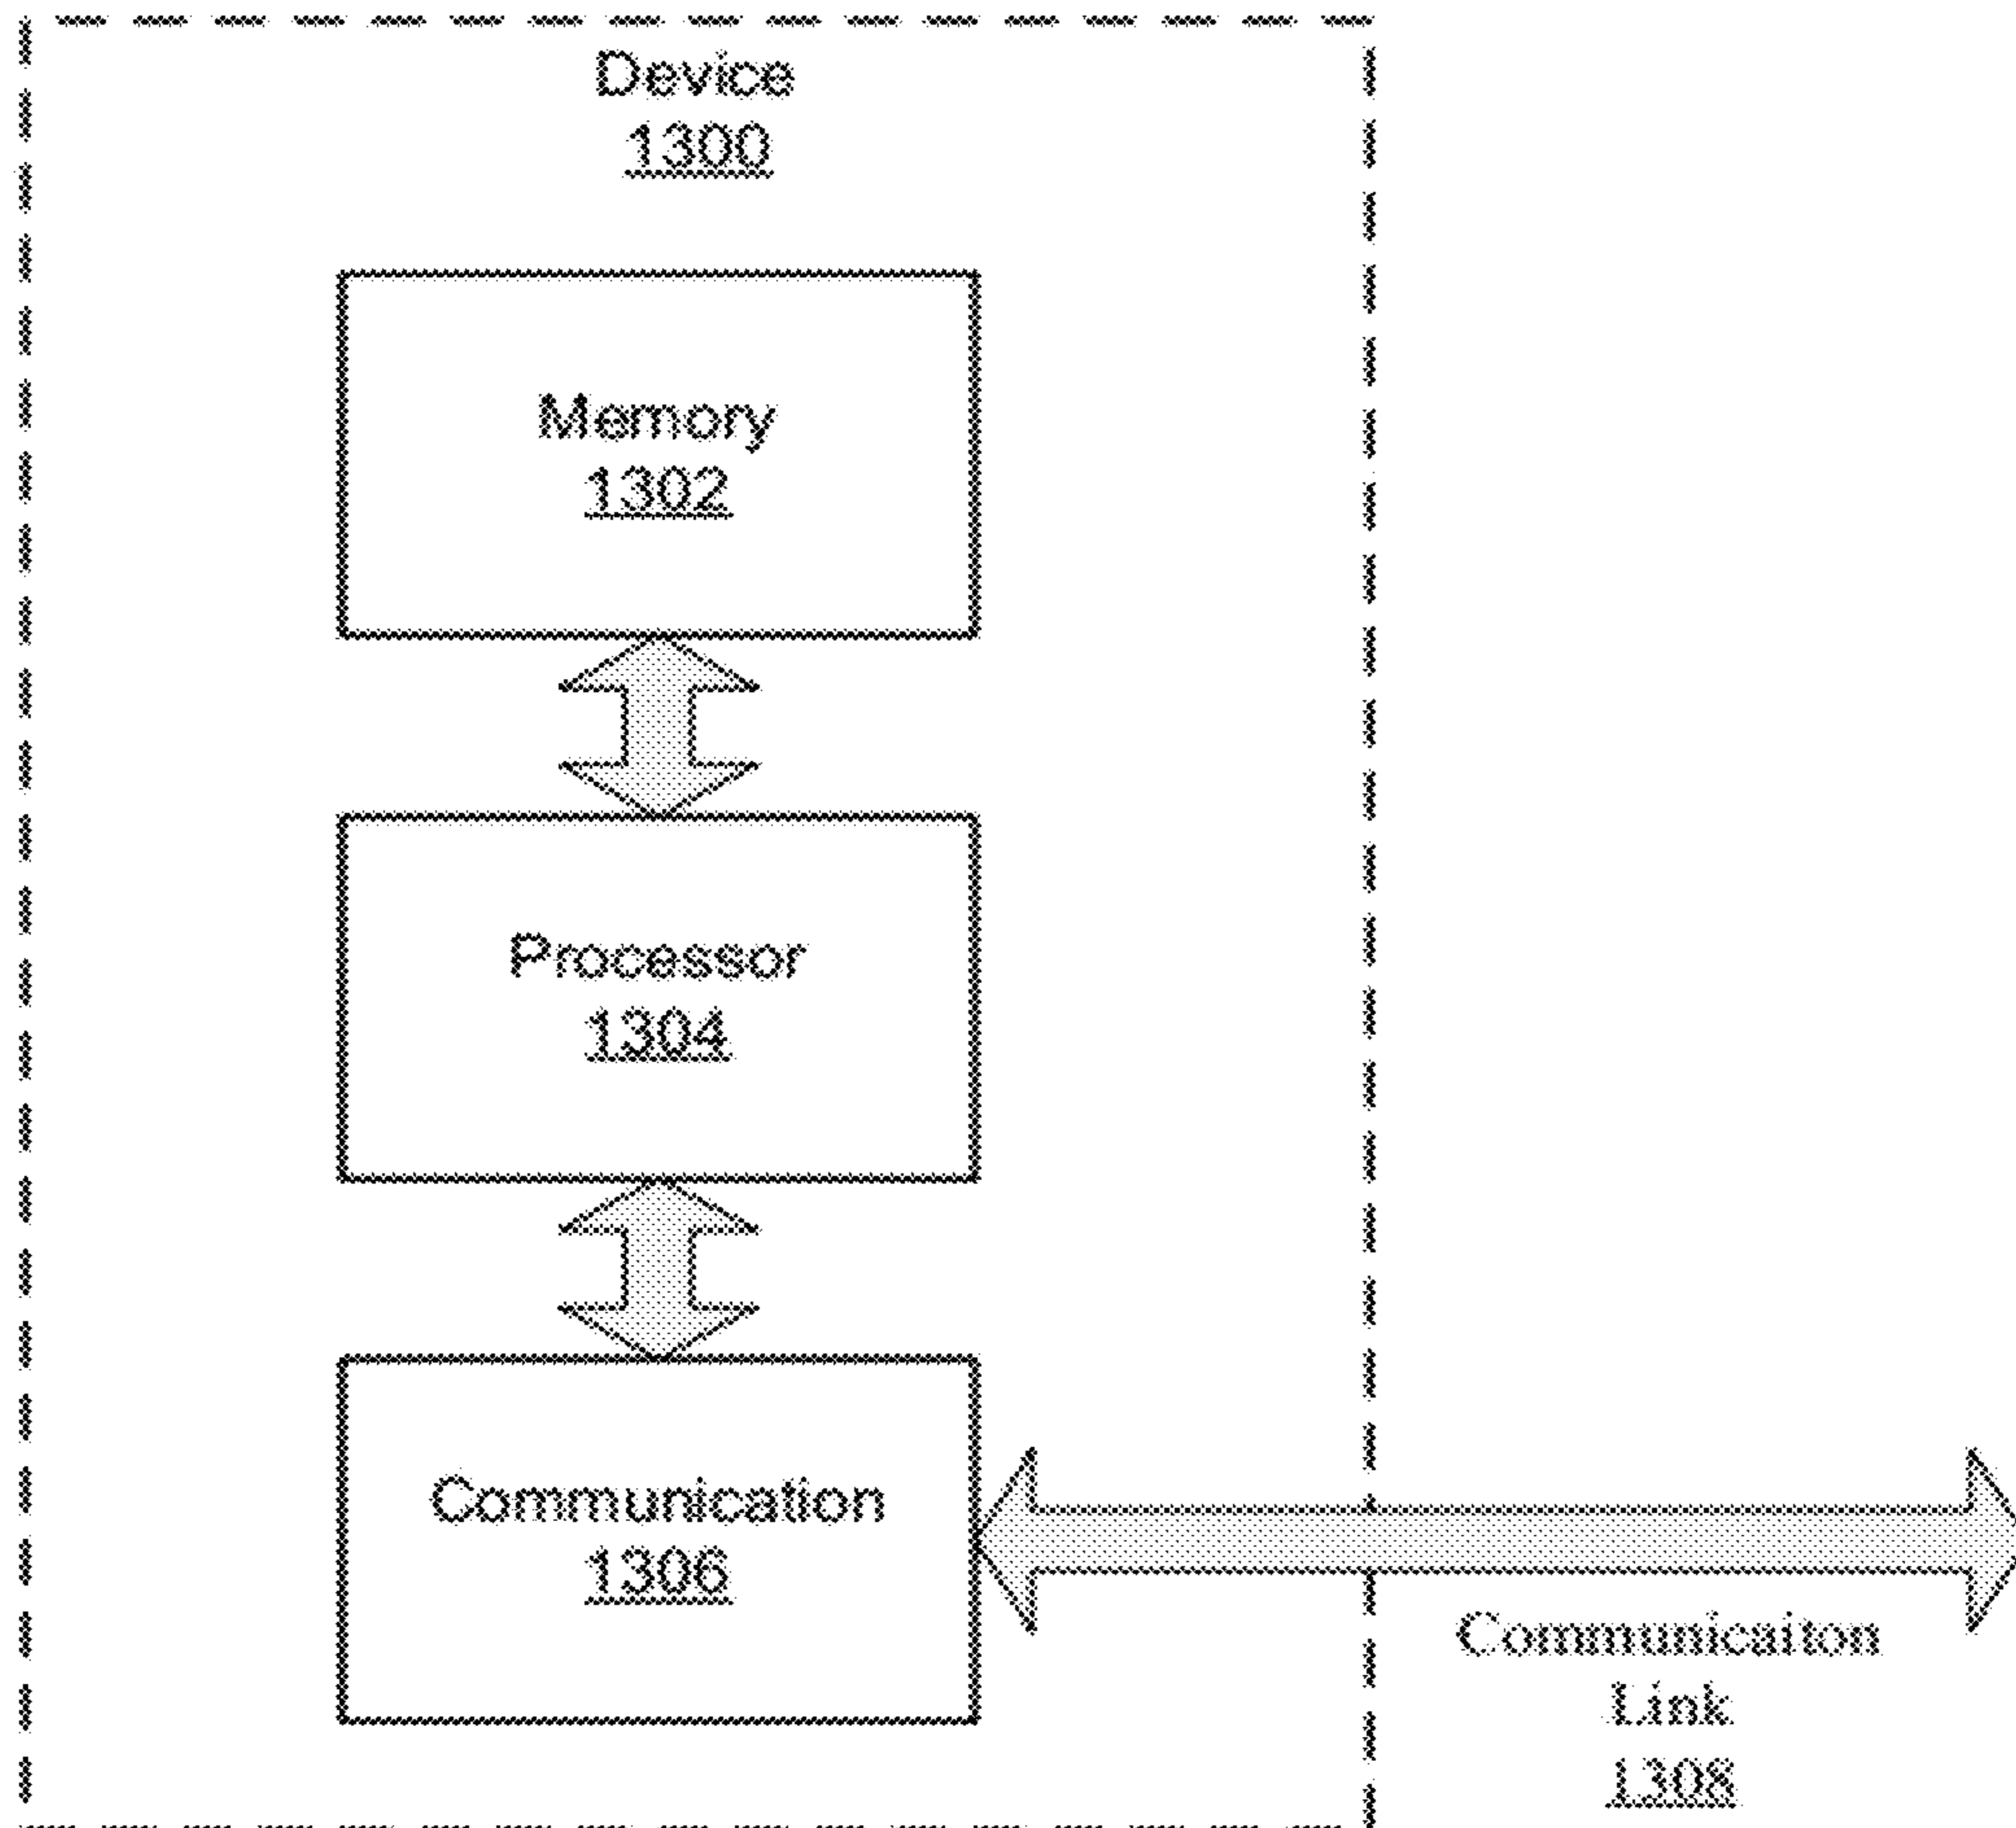 Device
1300
Memory
1302
Processor
1304
Communication
1306
Communicaiton
Link
1308